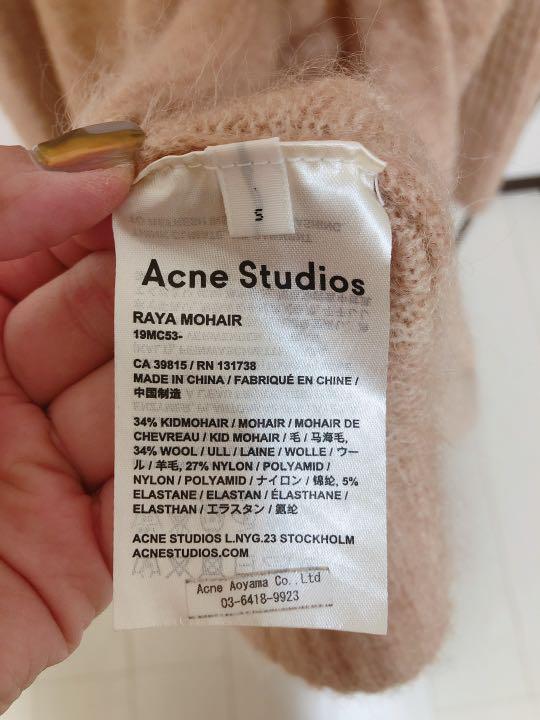 S
Acne Studios
RAYA MOHAIR
19MC53-
CA 39815 / RN 131738
MADE IN CHINA / FABRIQUÉ EN CHINE /
中国制造
34% KIDMOHAIR / MOHAIR / MOHAIR DE
CHEVREAU / KID MOHAIR / 毛 / 马海毛,
34% WOOL / ULL / LAINE / WOLLE / ウー
ル / 羊毛, 27% NYLON / POLYAMID /
NYLON / POLYAMID / ナイロン / 锦纶, 5%
ELASTANE / ELASTAN / ÉLASTHANE /
ELASTHAN / エラスタン / 氨纶
ACNE STUDIOS L.NYG.23 STOCKHOLM
ACNESTUDIOS.COM
Acne Aoyama Co.,Ltd
03-6418-9923